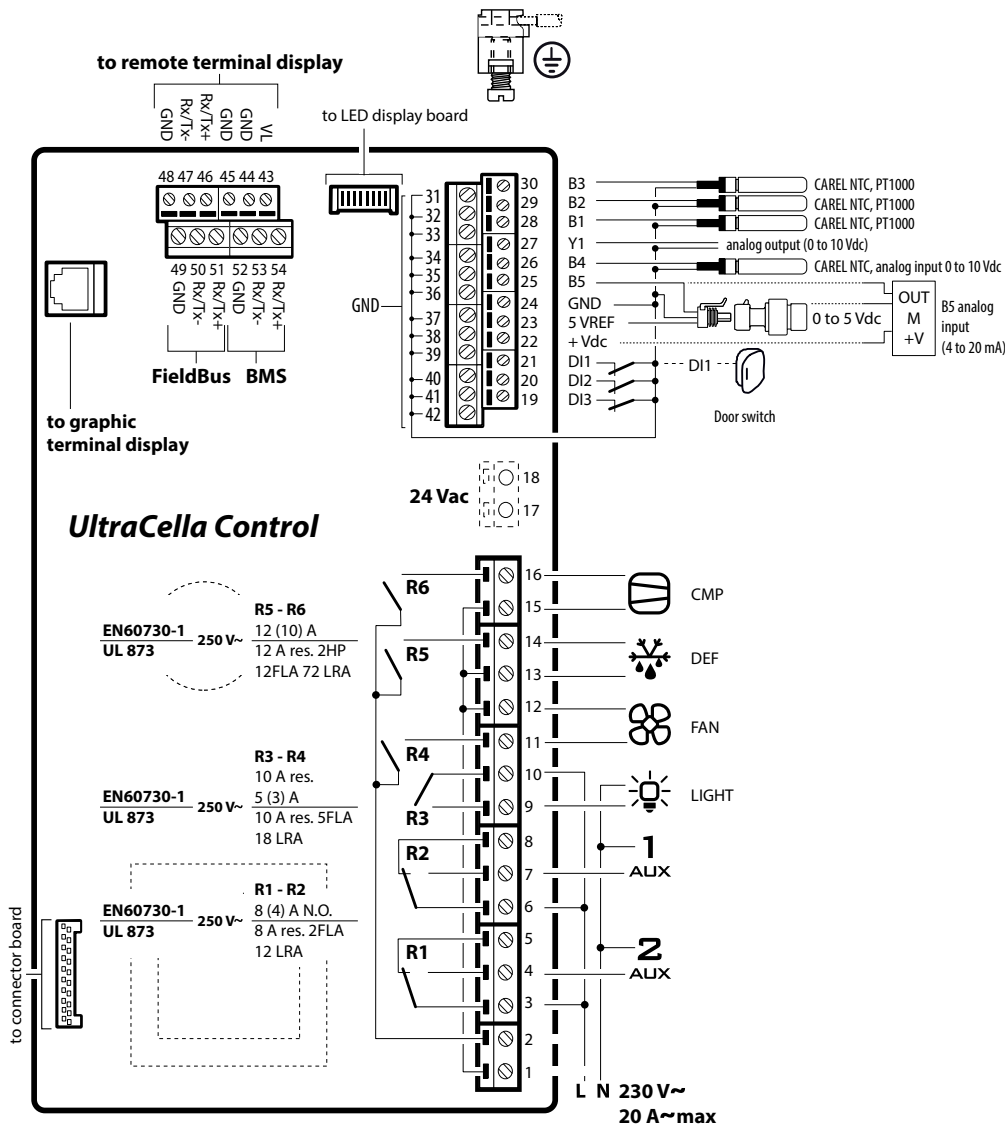 to remote terminal display
GND
Rx/Tx-
Rx/Tx+
GND
GND
VL
to LED display board
48 47 46 45 44 43
49 50 51 52 53 54
GND
Rx/Tx-
Rx/Tx+
GND
Rx/Tx-
Rx/Tx+
FieldBus BMS
to graphic
terminal display
31
32
33
34
35
36
GND
37
38
39
40
41
42
30
29
28
27
26
25
24
23
22
21
20
19
B3
B2
B1
Y1
B4
B5
GND
5 VREF
+ Vdc
DI1
DI2
DI3
CAREL NTC, PT1000
CAREL NTC, PT1000
CAREL NTC, PT1000
analog output (0 to 10 Vdc)
CAREL NTC, analog input 0 to 10 Vdc
0 to 5 Vdc
OUT
M
+V
B5 analog
input
(4 to 20 mA)
DI1
Door switch
24 Vac
18
17
UltraCella Control
R5 - R6
EN60730-1
UL 873
250 V~
12 (10) A
12 A res. 2HP
12FLA 72 LRA
R3 - R4
10 A res.
EN60730-1
UL 873
250 V~
5 (3) A
10 A res. 5FLA
18 LRA
R1 - R2
EN60730-1
UL 873
250 V~
8 (4) A N.O.
8 A res. 2FLA
12 LRA
to connector board
R6
R5
R4
R3
R2
R1
16
15
14
13
12
11
10
9
8
7
6
5
4
3
2
1
CMP
DEF
FAN
LIGHT
1
AUX
2
AUX
L N 230 V~
20 A~max